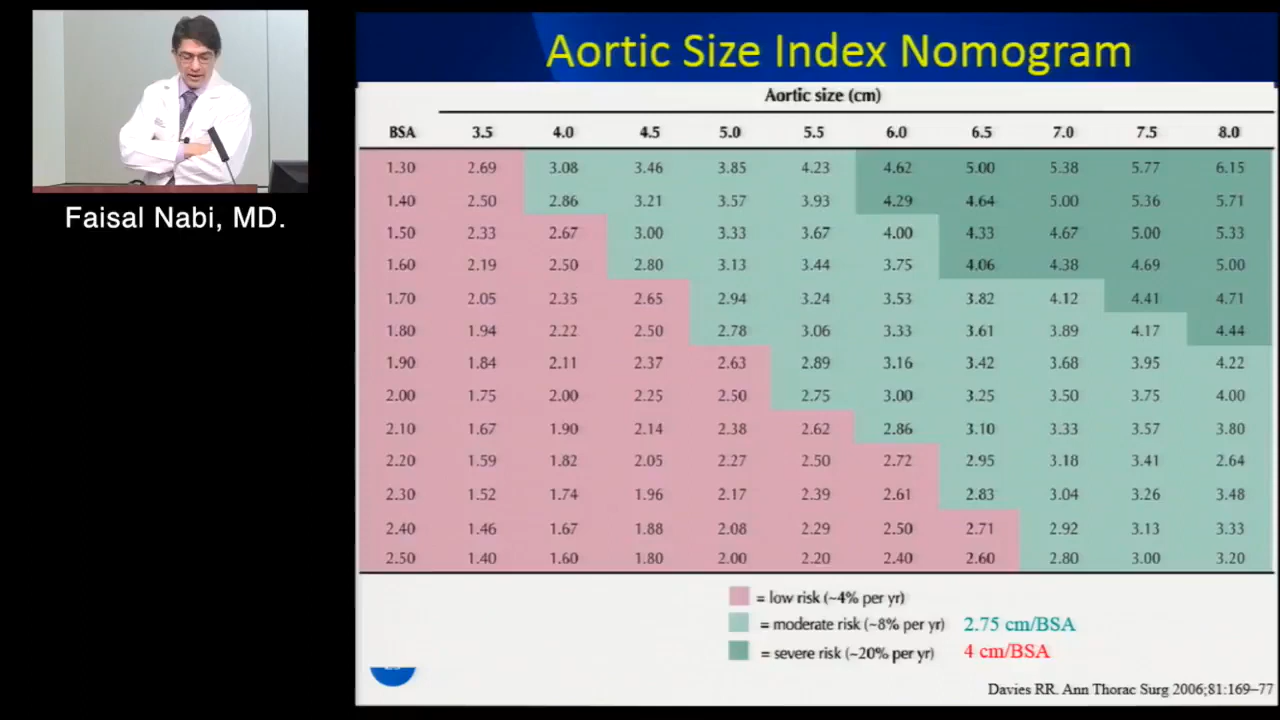 Aortic Size Index Nomogram
Faisal Nabi, MD.
Aortic size (cm)
BSA 3.5 4.0 4.5 5.0 5.5 6.0 6.5 7.0 7.5 8.0
1.30 2.69 3.08 3.46 3.85 4.23 4.62 5.00 5.38 5.77 6.15
1.40 2.50 2.86 3.21 3.57 3.93 4.29 4.64 5.00 5.36 5.71
1.50 2.33 2.67 3.00 3.33 3.67 4.00 4.33 4.67 5.00 5.33
1.60 2.19 2.50 2.80 3.13 3.44 3.75 4.06 4.38 4.69 5.00
1.70 2.05 2.35 2.65 2.94 3.24 3.53 3.82 4.12 4.41 4.71
1.80 1.94 2.22 2.50 2.78 3.06 3.33 3.61 3.89 4.17 4.44
1.90 1.84 2.11 2.37 2.63 2.89 3.16 3.42 3.68 3.95 4.22
2.00 1.75 2.00 2.25 2.50 2.75 3.00 3.25 3.50 3.75 4.00
2.10 1.67 1.90 2.14 2.38 2.62 2.86 3.10 3.33 3.57 3.80
2.20 1.59 1.82 2.05 2.27 2.50 2.72 2.95 3.18 3.41 2.64
2.30 1.52 1.74 1.96 2.17 2.39 2.61 2.83 3.04 3.26 3.48
2.40 1.46 1.67 1.88 2.08 2.29 2.50 2.71 2.92 3.13 3.33
2.50 1.40 1.60 1.80 2.00 2.20 2.40 2.60 2.80 3.00 3.20
= low risk (~4% per yr)
= moderate risk (~8% per yr) 2.75 cm/BSA
= severe risk (~20% per yr) 4 cm/BSA
Davies RR. Ann Thorac Surg 2006;81:169–77